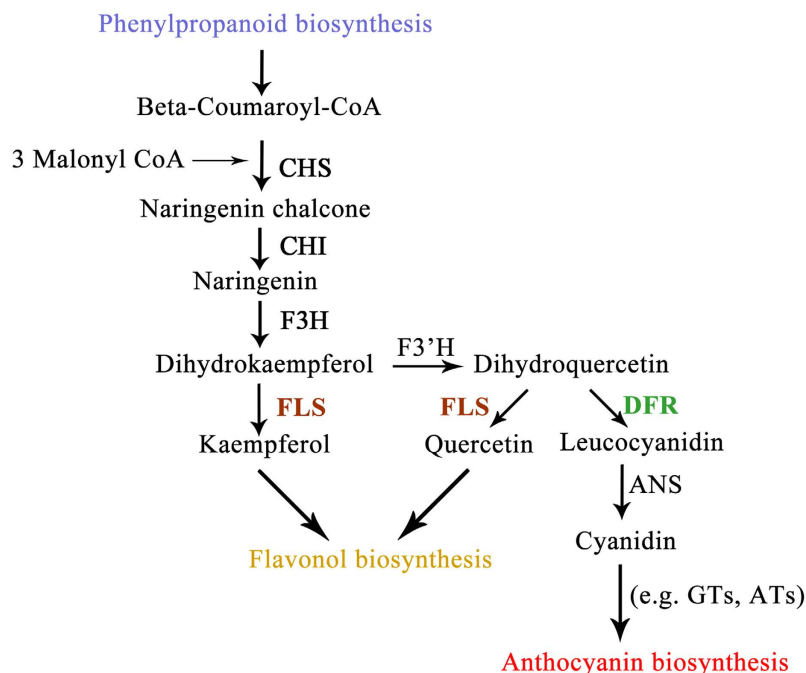 Phenylpropanoid biosynthesis
Beta-Coumaroyl-CoA
3 Malonyl CoA
CHS
Naringenin chalcone
CHI
Naringenin
F3H
Dihydrokaempferol
F3’H
Dihydroquercetin
FLS
FLS
DFR
Kaempferol
Quercetin
Leucocyanidin
ANS
Cyanidin
Flavonol biosynthesis
(e.g. GTs, ATs)
Anthocyanin biosynthesis